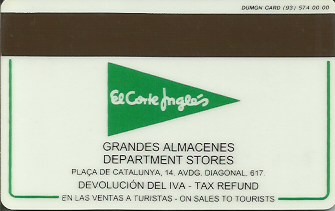 DUMON CARD (93) 574 00 00
El Corte Inglés
GRANDES ALMACENES
DEPARTMENT STORES
PLAÇA DE CATALUNYA, 14. AVDG. DIAGONAL. 617.
DEVOLUCIÓN DEL IVA - TAX REFUND
EN LAS VENTAS A TURISTAS - ON SALES TO TOURISTS